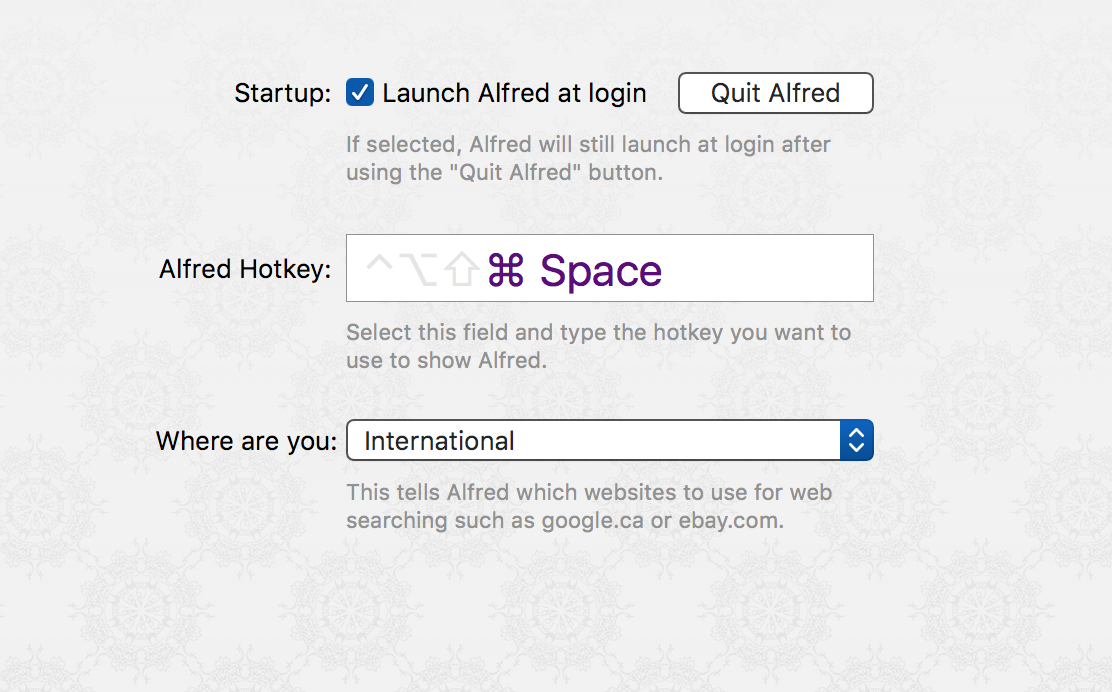 Startup: Launch Alfred at login Quit Alfred
If selected, Alfred will still launch at login after
using the "Quit Alfred" button.
Alfred Hotkey: ^⌥⇧⌘ Space
Select this field and type the hotkey you want to
use to show Alfred.
Where are you: International
This tells Alfred which websites to use for web
searching such as google.ca or ebay.com.